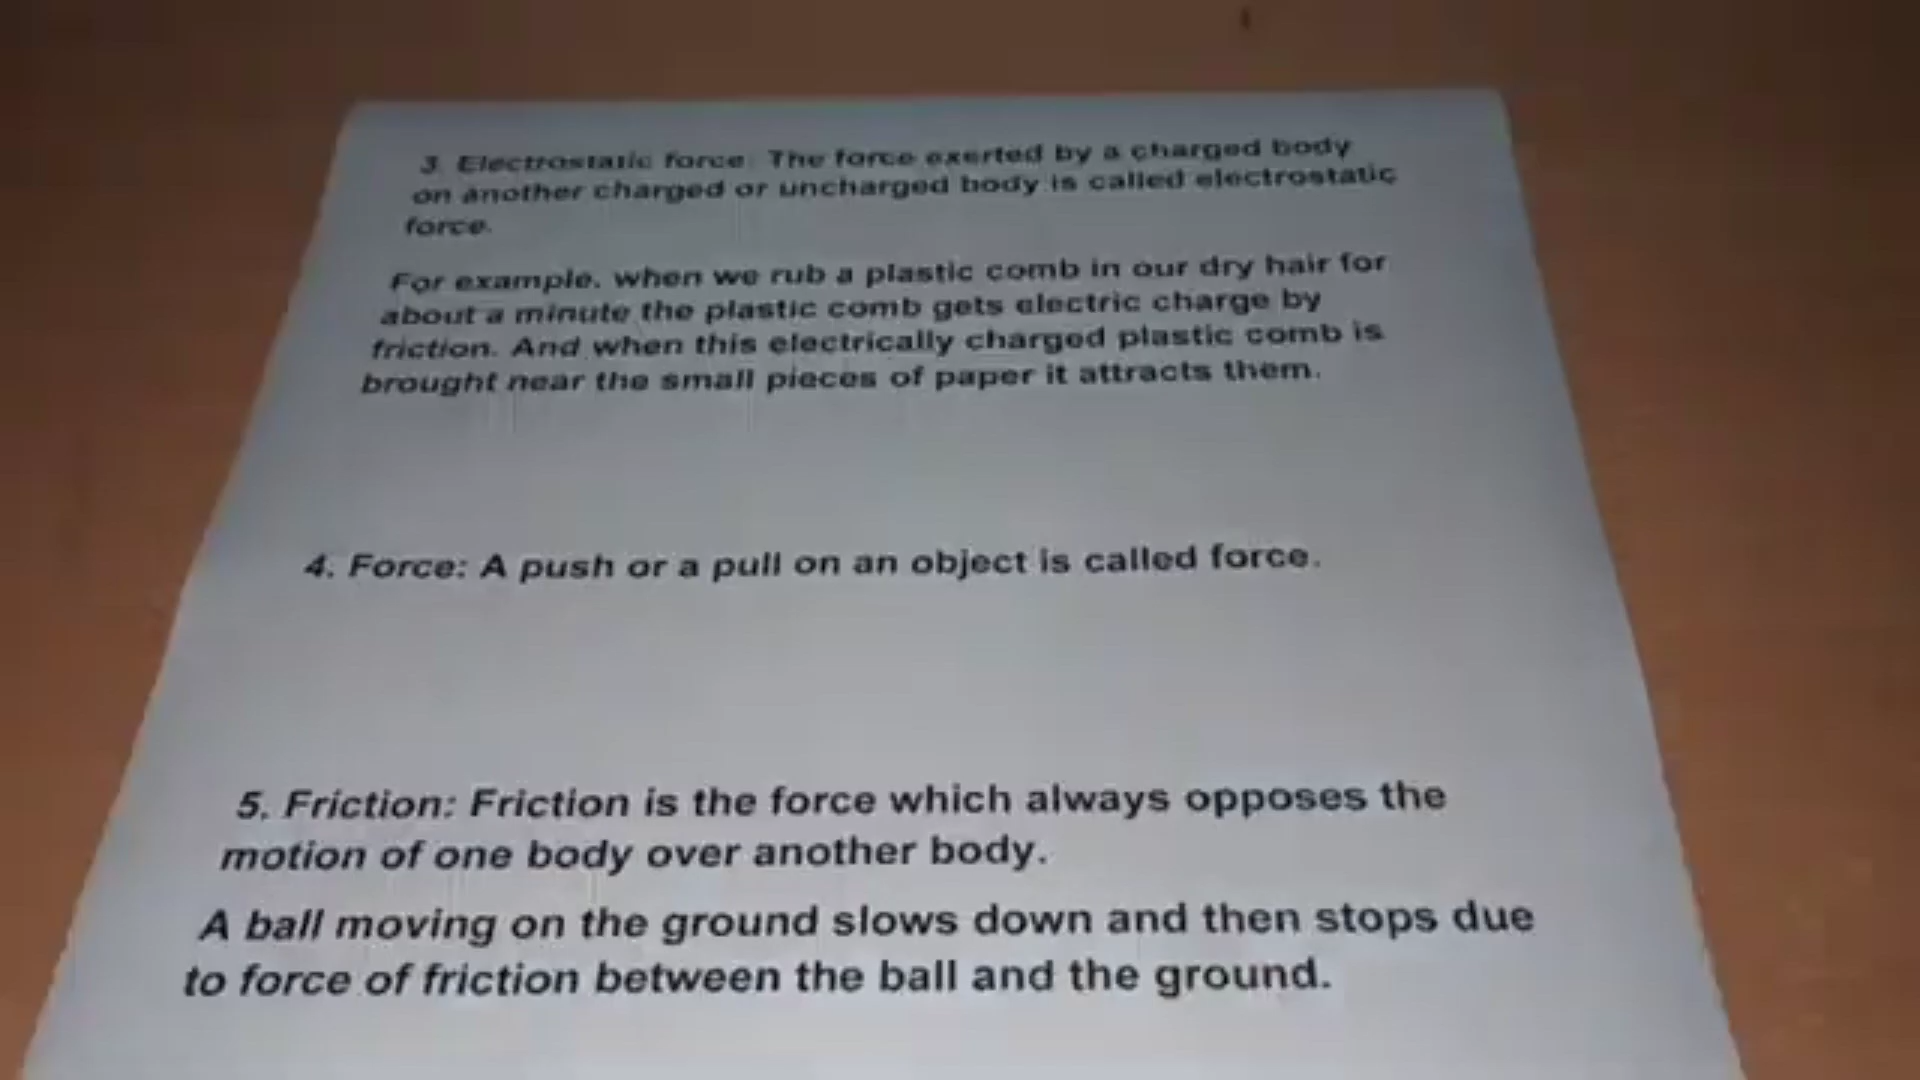 3. Electrostatic force: The force exerted by a charged body
on another charged or uncharged body is called electrostatic
force.
For example, when we rub a plastic comb in our dry hair for
about a minute the plastic comb gets electric charge by
friction. And when this electrically charged plastic comb is
brought near the small pieces of paper it attracts them.
4. Force: A push or a pull on an object is called force.
5. Friction: Friction is the force which always opposes the
motion of one body over another body.
A ball moving on the ground slows down and then stops due
to force of friction between the ball and the ground.